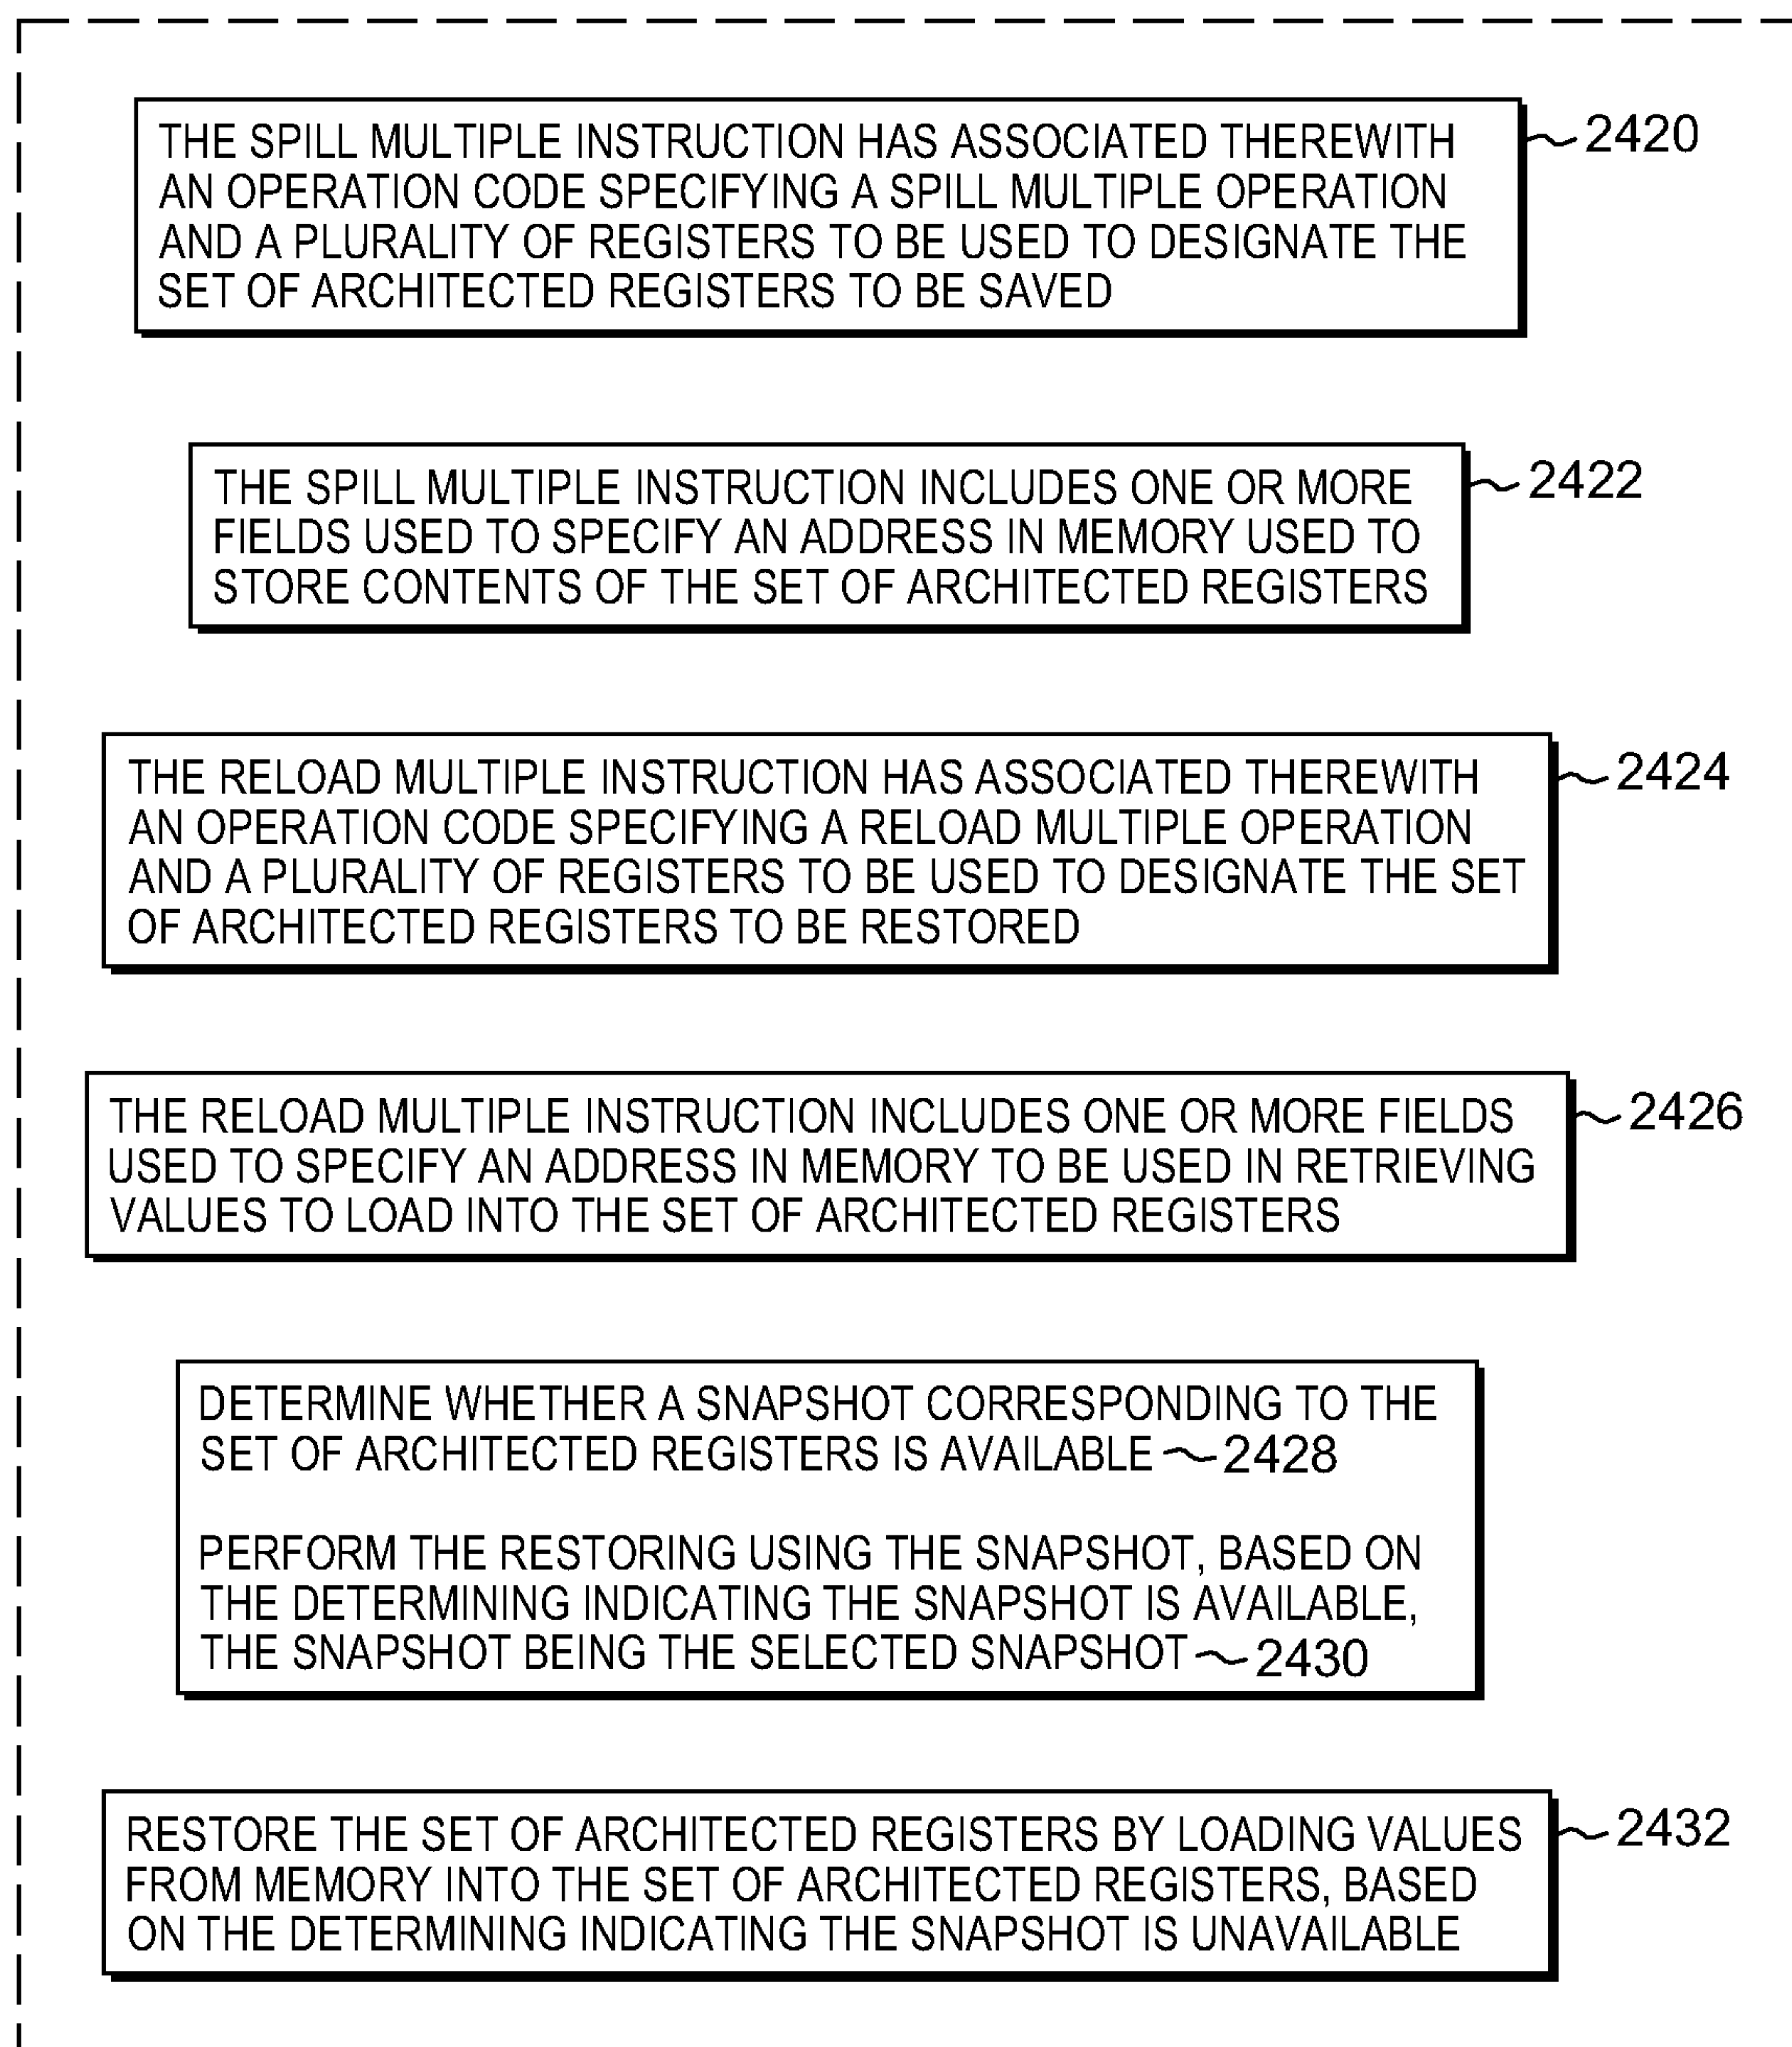 THE SPILL MULTIPLE INSTRUCTION HAS ASSOCIATED THEREWITH 2420
AN OPERATION CODE SPECIFYING A SPILL MULTIPLE OPERATION
AND A PLURALITY OF REGISTERS TO BE USED TO DESIGNATE THE
SET OF ARCHITECTED REGISTERS TO BE SAVED
THE SPILL MULTIPLE INSTRUCTION INCLUDES ONE OR MORE 2422
FIELDS USED TO SPECIFY AN ADDRESS IN MEMORY USED TO
STORE CONTENTS OF THE SET OF ARCHITECTED REGISTERS
THE RELOAD MULTIPLE INSTRUCTION HAS ASSOCIATED THEREWITH 2424
AN OPERATION CODE SPECIFYING A RELOAD MULTIPLE OPERATION
AND A PLURALITY OF REGISTERS TO BE USED TO DESIGNATE THE SET
OF ARCHITECTED REGISTERS TO BE RESTORED
THE RELOAD MULTIPLE INSTRUCTION INCLUDES ONE OR MORE FIELDS 2426
USED TO SPECIFY AN ADDRESS IN MEMORY TO BE USED IN RETRIEVING
VALUES TO LOAD INTO THE SET OF ARCHITECTED REGISTERS
DETERMINE WHETHER A SNAPSHOT CORRESPONDING TO THE
SET OF ARCHITECTED REGISTERS IS AVAILABLE 2428
PERFORM THE RESTORING USING THE SNAPSHOT, BASED ON
THE DETERMINING INDICATING THE SNAPSHOT IS AVAILABLE,
THE SNAPSHOT BEING THE SELECTED SNAPSHOT 2430
RESTORE THE SET OF ARCHITECTED REGISTERS BY LOADING VALUES 2432
FROM MEMORY INTO THE SET OF ARCHITECTED REGISTERS, BASED
ON THE DETERMINING INDICATING THE SNAPSHOT IS UNAVAILABLE